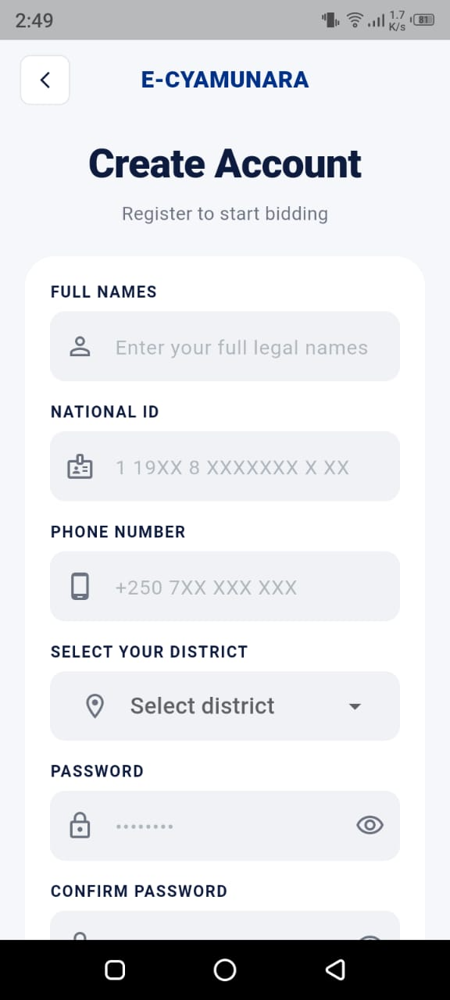 2:49
1.7
K/s
81
E-CYAMUNARA
Create Account
Register to start bidding
FULL NAMES
Enter your full legal names
NATIONAL ID
1 19XX 8 XXXXXXX X XX
PHONE NUMBER
+250 7XX XXX XXX
SELECT YOUR DISTRICT
Select district
PASSWORD
••••••••
CONFIRM PASSWORD